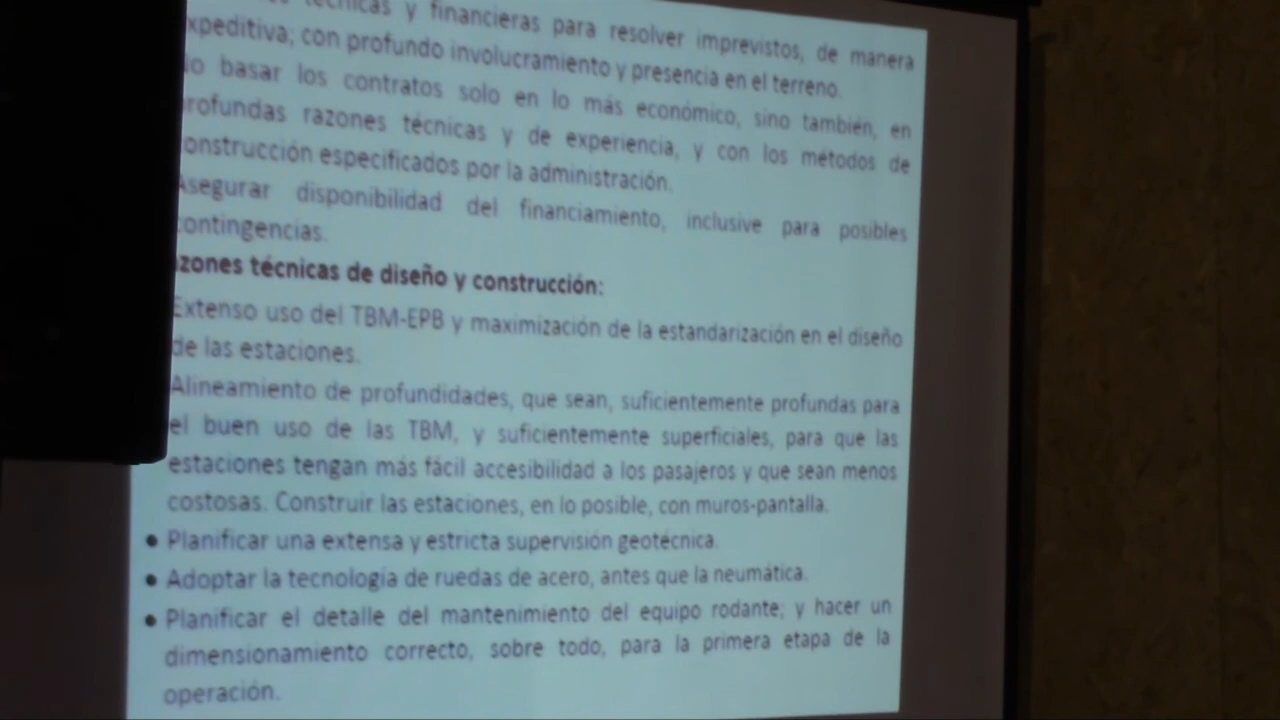 técnicas y financieras para resolver imprevistos, de manera
xpeditiva, con profundo involucramiento y presencia en el terreno.
No basar los contratos solo en lo más económico, sino también, en
rofundas razones técnicas y de experiencia, y con los métodos de
onstrucción especificados por la administración.
Asegurar disponibilidad del financiamiento, inclusive para posibles
contingencias.
zones técnicas de diseño y construcción:
Extenso uso del TBM-EPB y maximización de la estandarización en el diseño
de las estaciones.
Alineamiento de profundidades, que sean, suficientemente profundas para
el buen uso de las TBM, y suficientemente superficiales, para que las
estaciones tengan más fácil accesibilidad a los pasajeros y que sean menos
costosas. Construir las estaciones, en lo posible, con muros-pantalla.
• Planificar una extensa y estricta supervisión geotécnica.
• Adoptar la tecnología de ruedas de acero, antes que la neumática.
• Planificar el detalle del mantenimiento del equipo rodante; y hacer un
dimensionamiento correcto, sobre todo, para la primera etapa de la
operación.